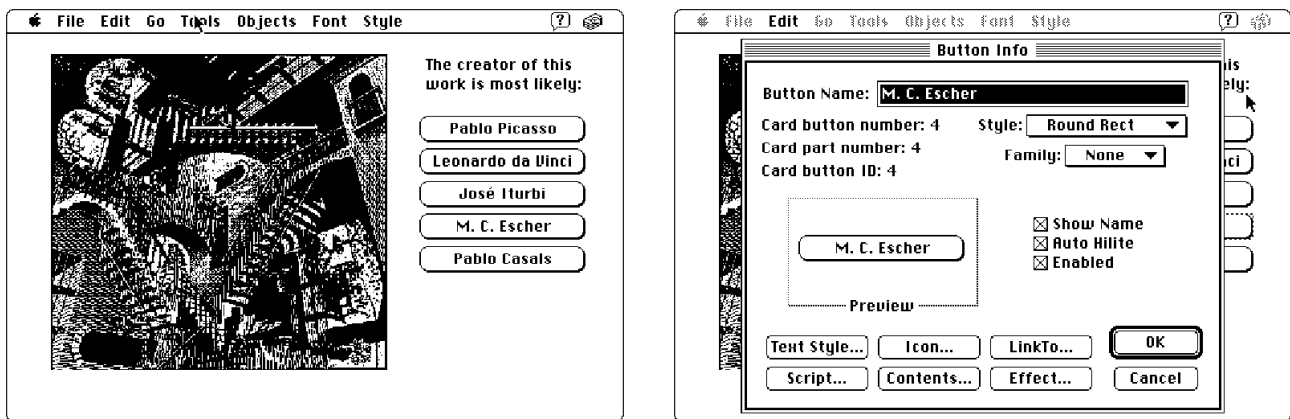 File Edit Go Tools Objects Font Style ?
The creator of this
work is most likely:
Pablo Picasso
Leonardo da Vinci
José Iturbi
M. C. Escher
Pablo Casals
File Edit Go Tools Objects Font Style ?
Button Info
Button Name: M. C. Escher
Card button number: 4 Style: Round Rect
Card part number: 4 Family: None
Card button ID: 4
M. C. Escher
Preview
Show Name
Auto Hilite
Enabled
Text Style... Icon... LinkTo... OK
Script... Contents... Effect... Cancel
his
ely:
nci